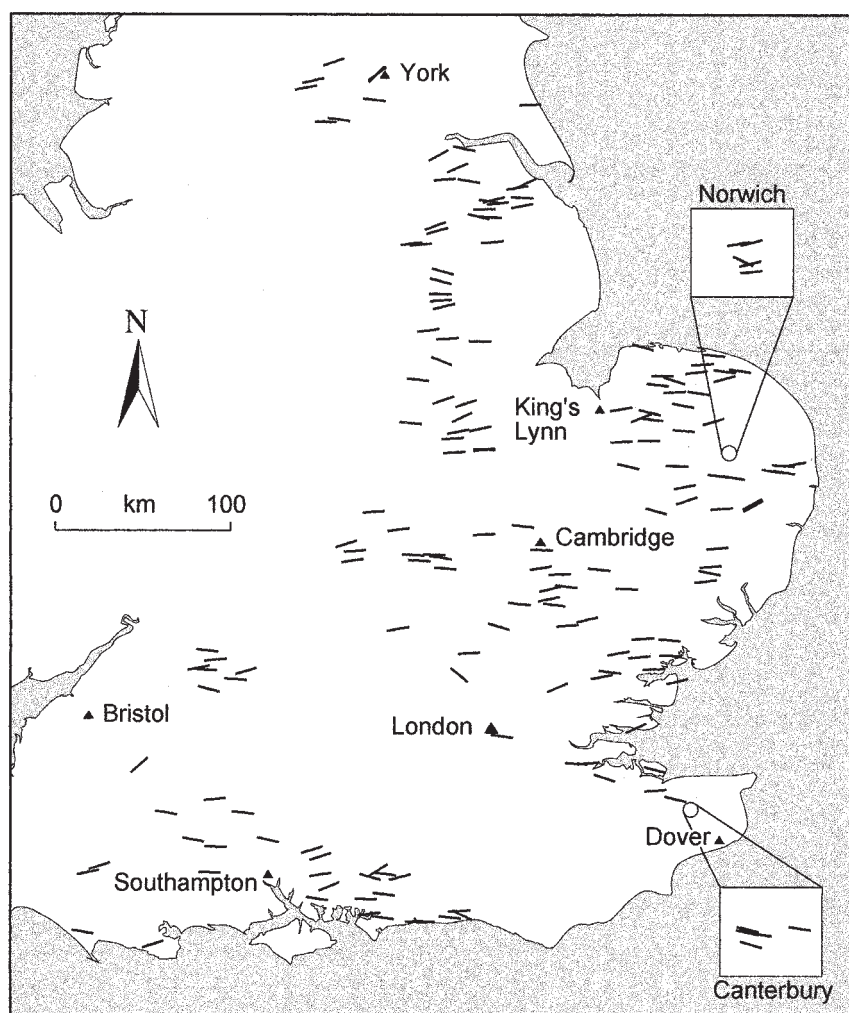 York
Norwich
N
King's
Lynn
0 km 100
Cambridge
Bristol
London
Dover
Southampton
Canterbury